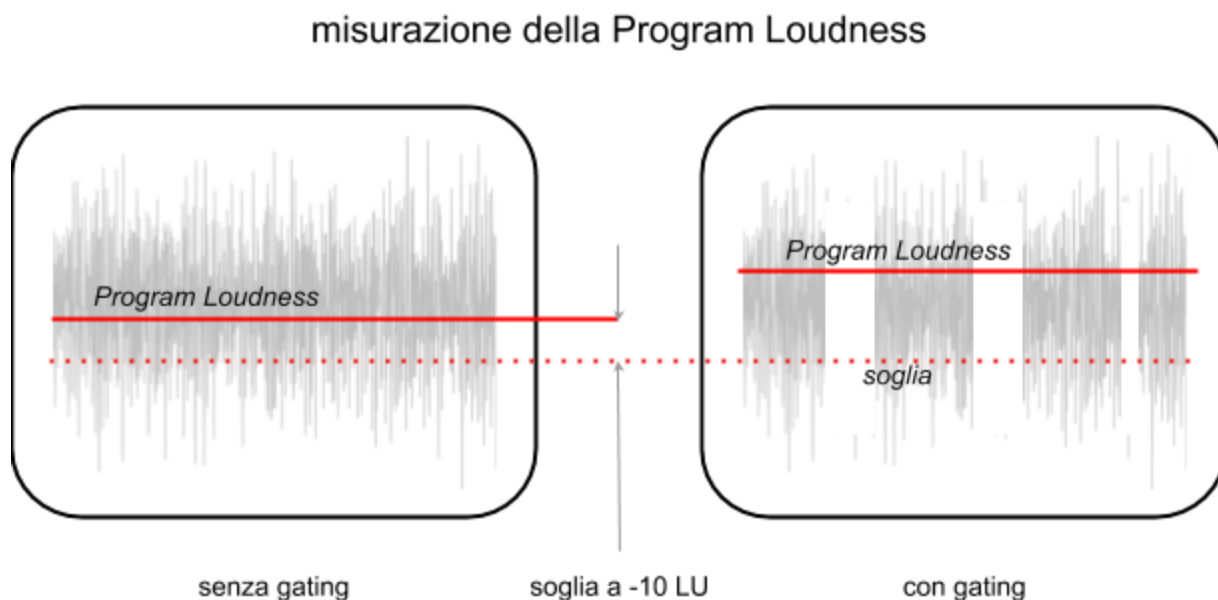 misurazione della Program Loudness
Program Loudness
Program Loudness
soglia
senza gating
soglia a -10 LU
con gating